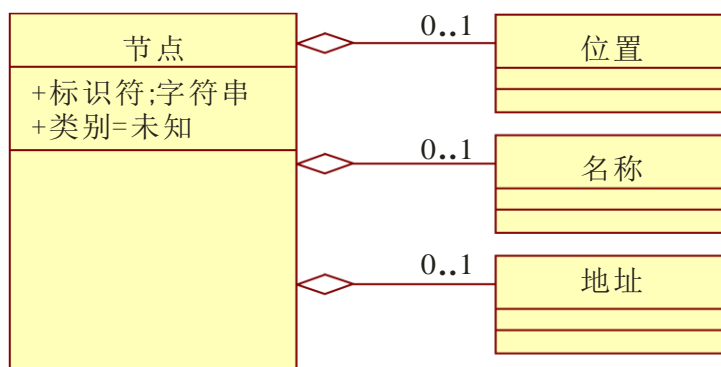 节点
+标识符;字符串
+类别=未知
0..1
位置
0..1
名称
0..1
地址